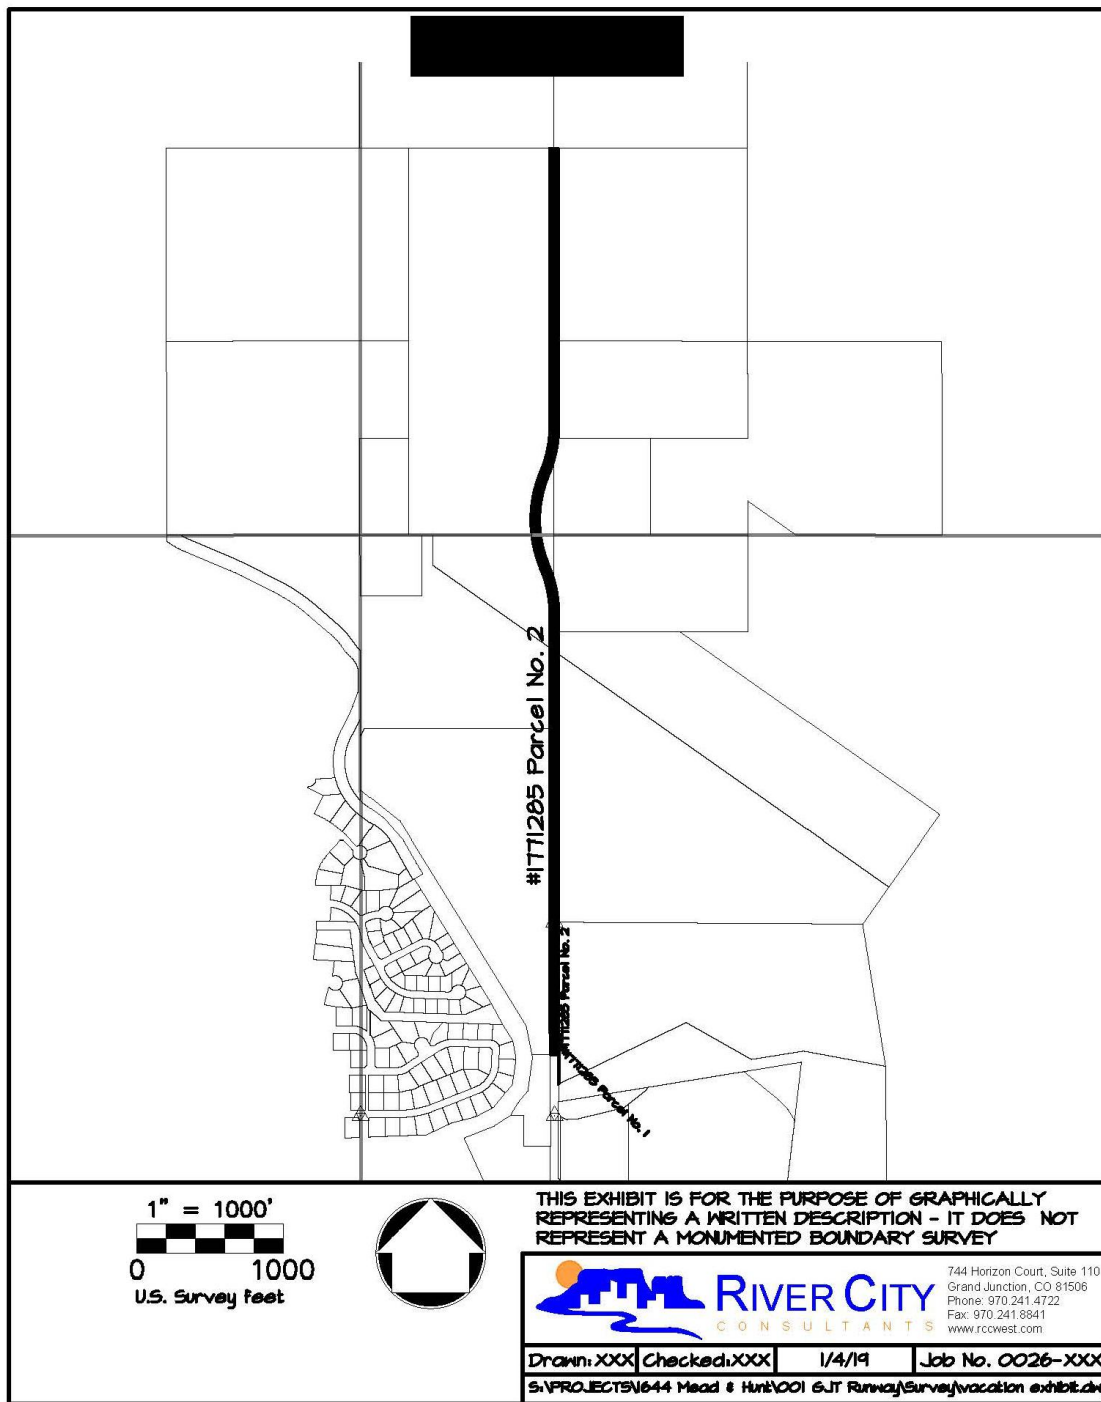 #1771285 Parcel No. 2
#1771285 Parcel No. 2
#1771285 Parcel No. 1
1" = 1000'
0 1000
U.S. Survey feet
THIS EXHIBIT IS FOR THE PURPOSE OF GRAPHICALLY
REPRESENTING A WRITTEN DESCRIPTION - IT DOES NOT
REPRESENT A MONUMENTED BOUNDARY SURVEY
RIVER CITY
CONSULTANTS
744 Horizon Court, Suite 110
Grand Junction, CO 81506
Phone: 970.241.4722
Fax: 970.241.8841
www.rccwest.com
Drawn: XXX Checked: XXX 1/4/19 Job No. 0026-XXX
S:\PROJECTS\1644 Mead & Hunt\001 GJT Runway\Survey\vacation exhibit.dw